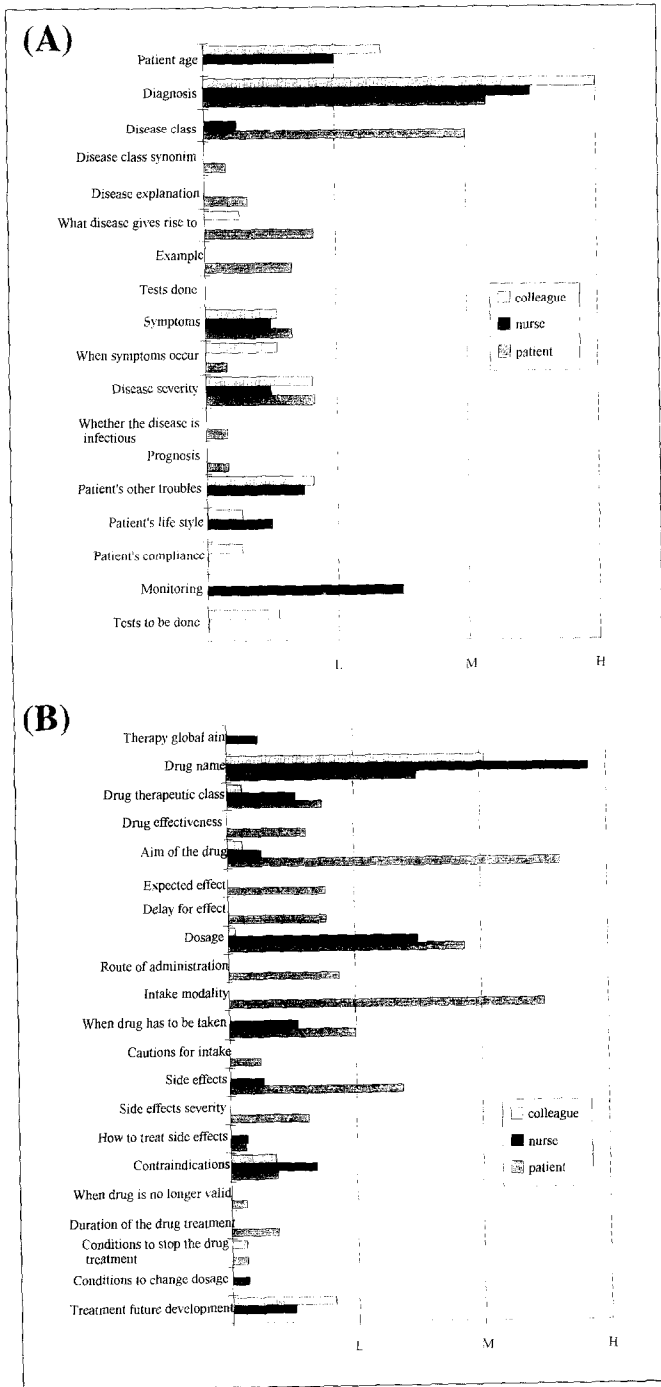 (A)
Patient age
Diagnosis
Disease class
Disease class synonim
Disease explanation
What disease gives rise to
Example
Tests done
colleague
nurse
patient
Symptoms
When symptoms occur
Disease severity
Whether the disease is
infectious
Prognosis
Patient's other troubles
Patient's life style
Patient's compliance
Monitoring
Tests to be done
L M H
(B)
Therapy global aim
Drug name
Drug therapeutic class
Drug effectiveness
Aim of the drug
Expected effect
Delay for effect
Dosage
Route of administration
Intake modality
When drug has to be taken
Cautions for intake
Side effects
Side effects severity
colleague
nurse
patient
How to treat side effects
Contraindications
When drug is no longer valid
Duration of the drug treatment
Conditions to stop the drug
treatment
Conditions to change dosage
Treatment future development
L M H